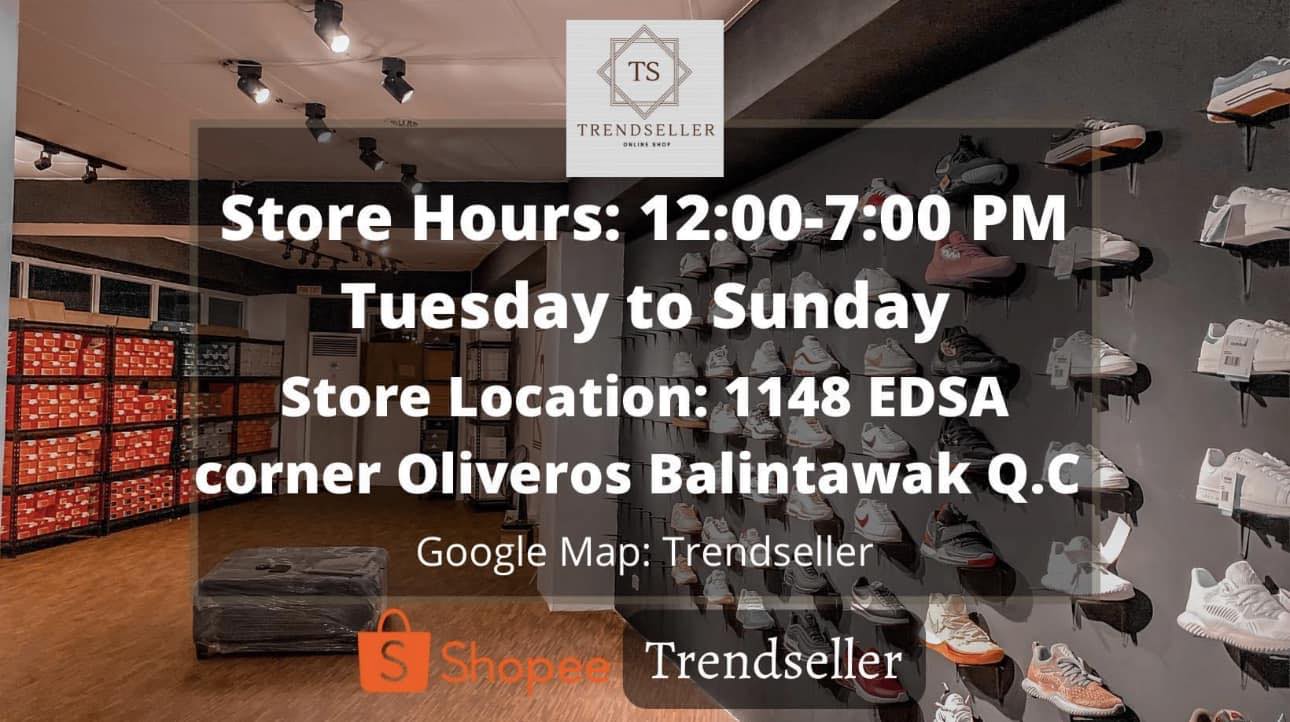 TS
TRENDSELLER
ONLINE SHOP
Store Hours: 12:00-7:00 PM
Tuesday to Sunday
Store Location: 1148 EDSA
corner Oliveros Balintawak Q.C
Google Map: Trendseller
S Shopee
Trendseller